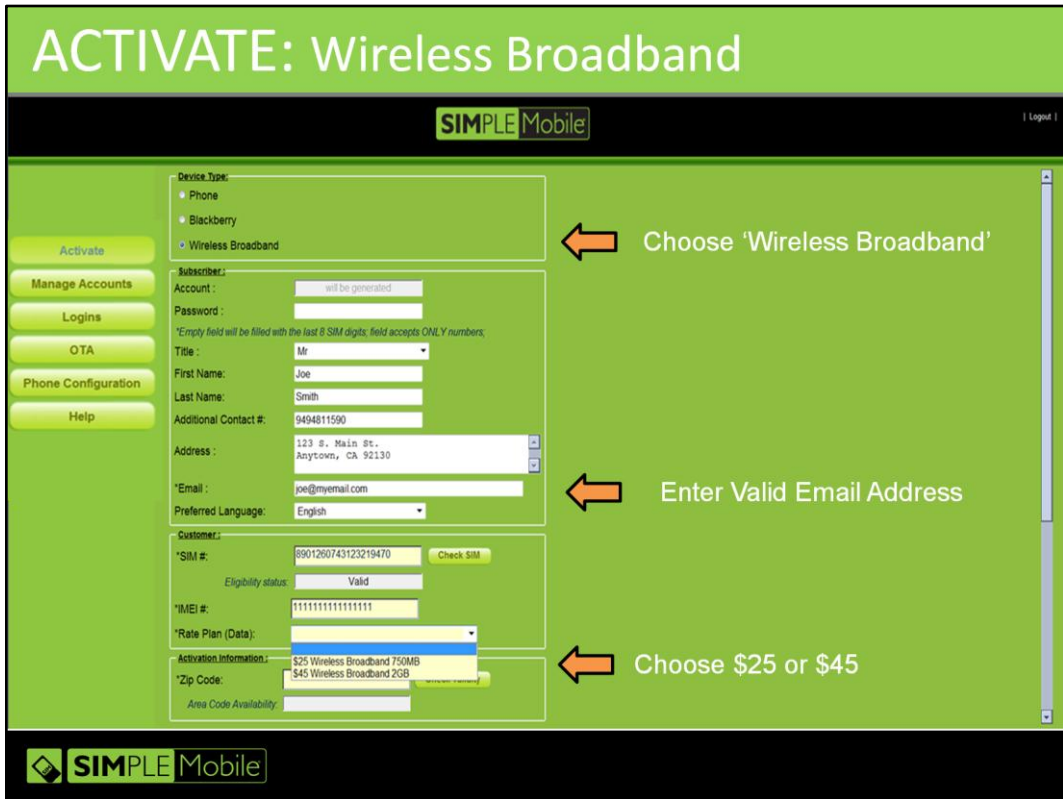 ACTIVATE: Wireless Broadband
SIMPLE Mobile
| Logout |
Device Type:
Phone
Blackberry
Wireless Broadband
Choose ‘Wireless Broadband’
Activate
Manage Accounts
Logins
OTA
Phone Configuration
Help
Subscriber :
Account : will be generated
Password :
*Empty field will be filled with the last 8 SIM digits; field accepts ONLY numbers;
Title : Mr
First Name: Joe
Last Name: Smith
Additional Contact #: 9494811590
Address : 123 S. Main St.
Anytown, CA 92130
*Email : joe@myemail.com
Enter Valid Email Address
Preferred Language: English
Customer :
*SIM #: 8901260743123219470 Check SIM
Eligibility status: Valid
*IMEI #: 1111111111111111
*Rate Plan (Data):
Activation Information :
$25 Wireless Broadband 750MB
$45 Wireless Broadband 2GB
Choose $25 or $45
*Zip Code:
Area Code Availability:
SIMPLE Mobile